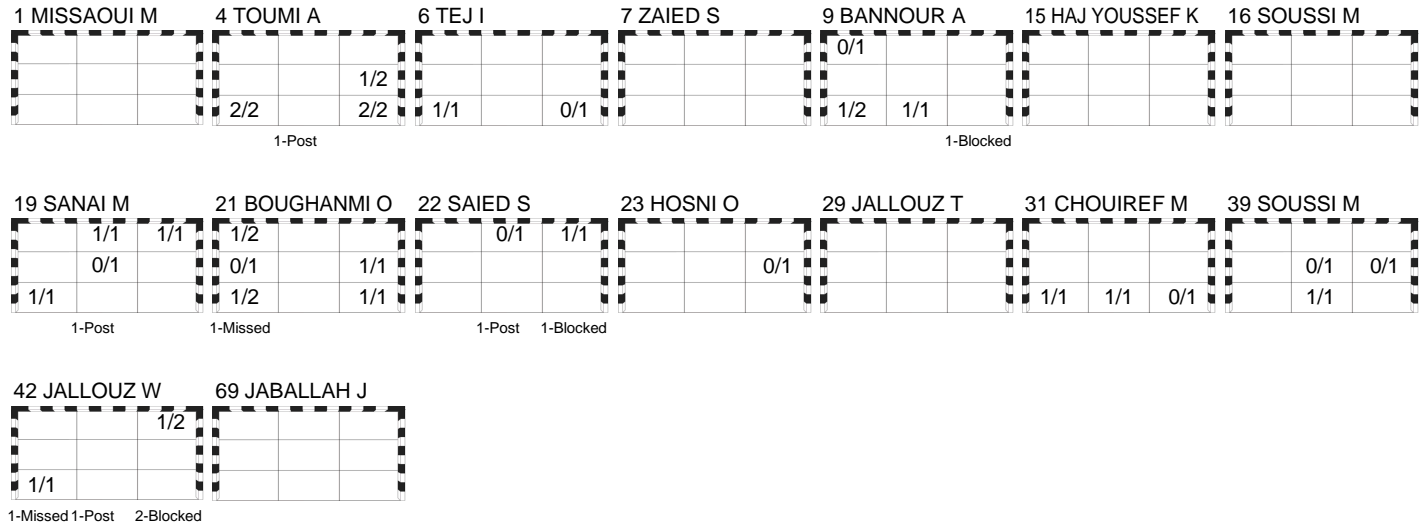 1 MISSAOUI M 4 TOUMI A 6 TEJ I 7 ZAIED S 9 BANNOUR A 15 HAJ YOUSSEF K 16 SOUSSI M
0/1
1/2
2/2 2/2 1/1 0/1 1/2 1/1
1-Post 1-Blocked
19 SANAI M 21 BOUGHANMI O 22 SAIED S 23 HOSNI O 29 JALLOUZ T 31 CHOUIREF M 39 SOUSSI M
1/1 1/1 1/2 0/1 1/1
0/1 0/1 1/1 0/1 0/1 0/1
1/1 1/2 1/1 1/1 1/1 0/1 1/1
1-Post 1-Missed 1-Post 1-Blocked
42 JALLOUZ W 69 JABALLAH J
1/2
1/1
1-Missed 1-Post 2-Blocked